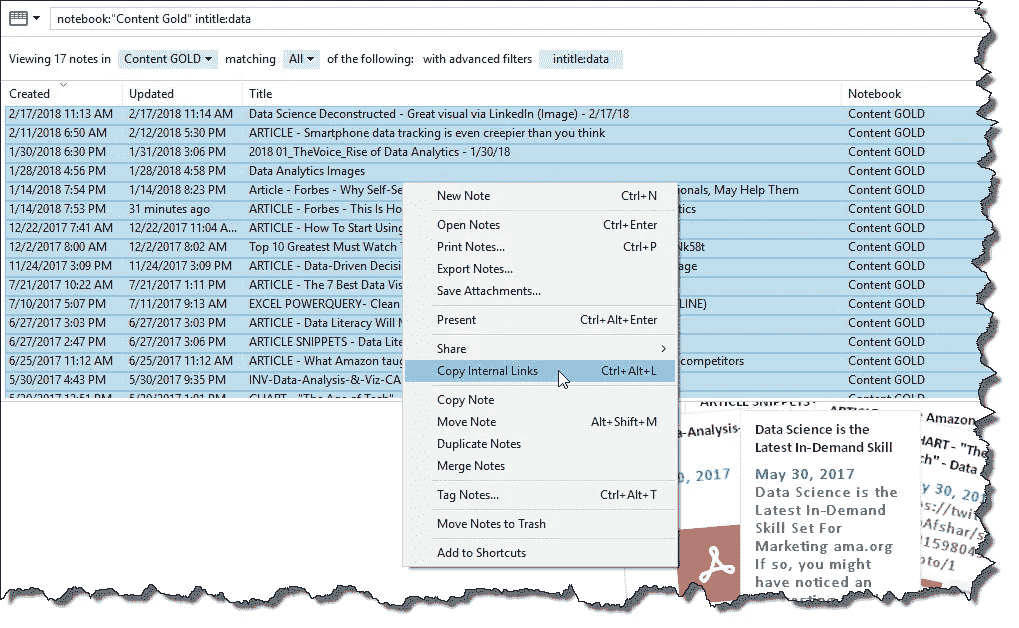 notebook:"Content Gold" intitle:data
Viewing 17 notes in Content GOLD matching All of the following: with advanced filters intitle:data
Created Updated Title Notebook
2/17/2018 11:13 AM 2/17/2018 11:14 AM Data Science Deconstructed - Great visual via LinkedIn (Image) - 2/17/18 Content GOLD
2/11/2018 6:50 AM 2/12/2018 5:30 PM ARTICLE - Smartphone data tracking is even creepier than you think Content GOLD
1/30/2018 6:30 PM 1/31/2018 3:06 PM 2018 01_TheVoice_Rise of Data Analytics - 1/30/18 Content GOLD
1/28/2018 4:56 PM 1/28/2018 4:58 PM Data Analytics Images Content GOLD
1/14/2018 7:54 PM 1/14/2018 8:23 PM Article - Forbes - Why Self-Se onals, May Help Them Content GOLD
1/14/2018 7:53 PM 31 minutes ago ARTICLE - Forbes - This Is Ho tics Content GOLD
12/22/2017 7:41 AM 12/22/2017 11:04 A... ARTICLE - How To Start Using Content GOLD
12/2/2017 8:00 AM 12/2/2017 8:02 AM Top 10 Greatest Must Watch Nk58t Content GOLD
11/24/2017 3:09 PM 11/24/2017 3:09 PM ARTICLE - Data-Driven Decisi age Content GOLD
7/21/2017 10:22 AM 7/21/2017 1:11 PM ARTICLE - The 7 Best Data Vis Content GOLD
7/10/2017 5:07 PM 7/11/2017 9:13 AM EXCEL POWERQUERY- Clean LINE) Content GOLD
6/27/2017 3:03 PM 6/27/2017 3:03 PM ARTICLE - Data Literacy Will Content GOLD
6/27/2017 2:47 PM 6/27/2017 3:06 PM ARTICLE SNIPPETS - Data Lite Content GOLD
6/25/2017 11:12 AM 6/25/2017 11:12 AM ARTICLE - What Amazon taug competitors Content GOLD
5/30/2017 4:43 PM 5/30/2017 9:35 PM INV-Data-Analysis-&-Viz-CA Content GOLD
5/30/2017 12:51 PM 5/30/2017 1:01 PM CHART - "The Age of Tech" - Content GOLD
New Note Ctrl+N
Open Notes Ctrl+Enter
Print Notes... Ctrl+P
Export Notes...
Save Attachments...
Present Ctrl+Alt+Enter
Share
Copy Internal Links Ctrl+Alt+L
Copy Note
Move Note Alt+Shift+M
Duplicate Notes
Merge Notes
Tag Notes... Ctrl+Alt+T
Move Notes to Trash
Add to Shortcuts
ARTICLE SNIPPETS
a-Analysis-
0, 2017
Data Science is the
Latest In-Demand Skill
May 30, 2017
Data Science is the
Latest In-Demand
Skill Set For
Marketing ama.org
If so, you might
have noticed an
ARTICLE
Amazon
HART - "The
ch" - Data
y 30, 201
s://twit
Afshar/s
159804
oto/1